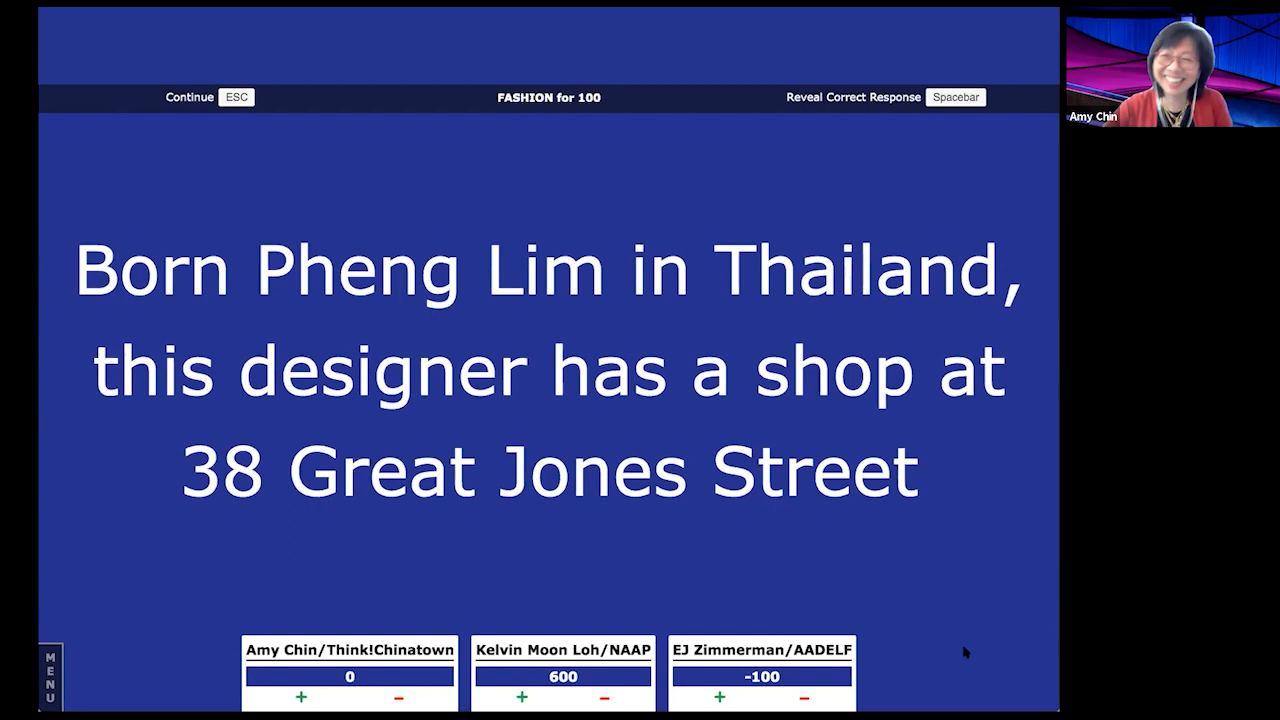 Continue ESC FASHION for 100 Reveal Correct Response Spacebar
Amy Chin
Born Pheng Lim in Thailand,
this designer has a shop at
38 Great Jones Street
MENU
Amy Chin/Think!Chinatown Kelvin Moon Loh/NAAP EJ Zimmerman/AADELF
0 600 -100
+ − + − + −